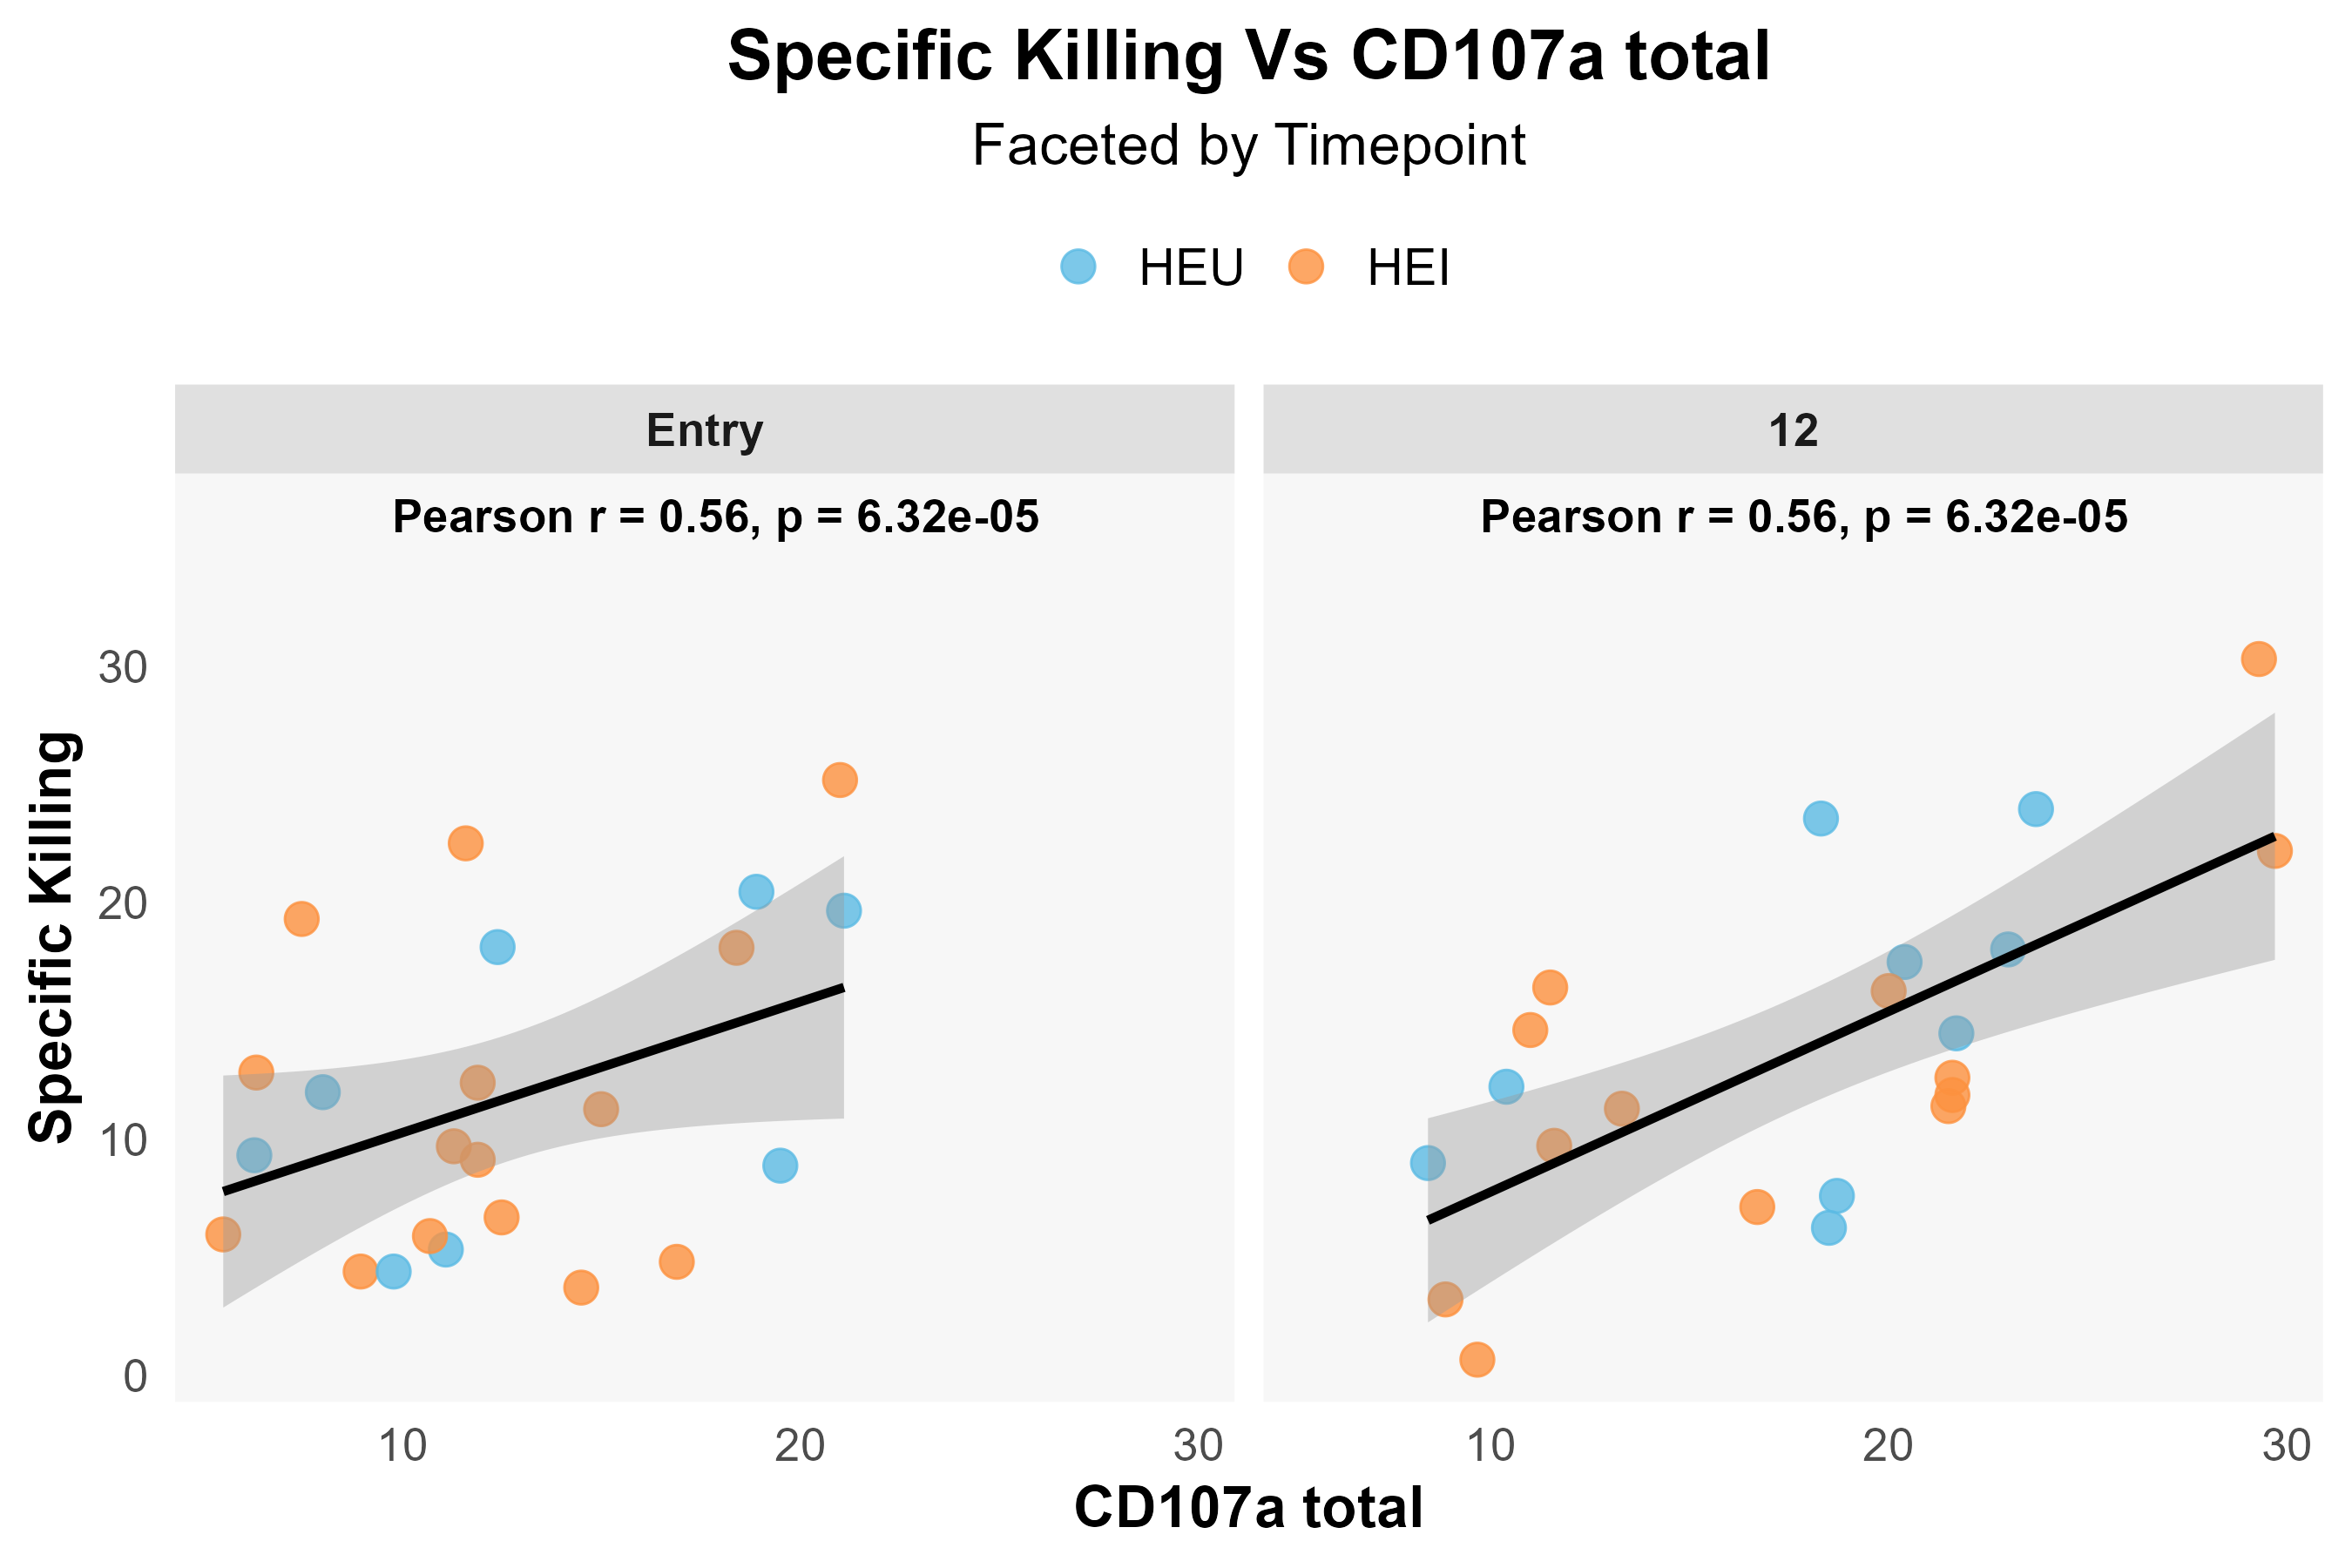 Specific Killing Vs CD107a total
Faceted by Timepoint
HEU HEI
Entry
Pearson r = 0.56, p = 6.32e-05
12
Pearson r = 0.56, p = 6.32e-05
Specific Killing
30
20
10
0
10 20 30
10 20 30
CD107a total